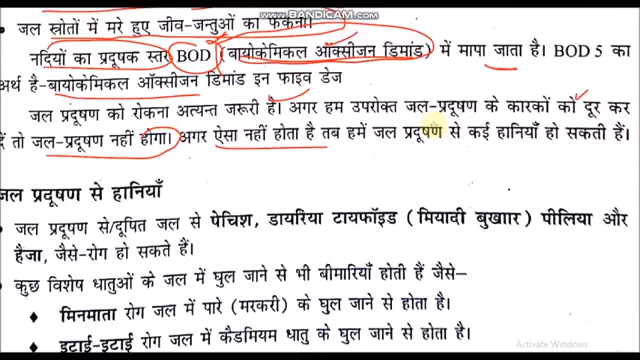 जल स्रोतों में मरे हुए जीव-जन्तुओं का फेंकना।
WWW.BANDICAM.COM
नदियों का प्रदूषक स्तर BOD (बायोकेमिकल ऑक्सीजन डिमांड) में मापा जाता है। BOD 5 का
अर्थ है-बायोकेमिकल ऑक्सीजन डिमांड इन फाइव डेज
जल प्रदूषण को रोकना अत्यन्त जरूरी है। अगर हम उपरोक्त जल-प्रदूषण के कारकों को दूर कर
दें तो जल-प्रदूषण नहीं होगा। अगर ऐसा नहीं होता है तब हमें जल प्रदूषण से कई हानियाँ हो सकती हैं।
जल प्रदूषण से हानियाँ
जल प्रदूषण से/दूपित जल से पेचिश, डायरिया टायफॉइड (मियादी बुखाार) पीलिया और
हैजा, जैसे-रोग हो सकते हैं।
कुछ विशेष धातुओं के जल में घुल जाने से भी बीमारियाँ होती हैं जैसे-
मिनमाता रोग जल में पारे (मरकरी) के घुल जाने से होता है।
इटाई-इटाई रोग जल में कैडमियम धातु के घुल जाने से होता है।
Activate Windows